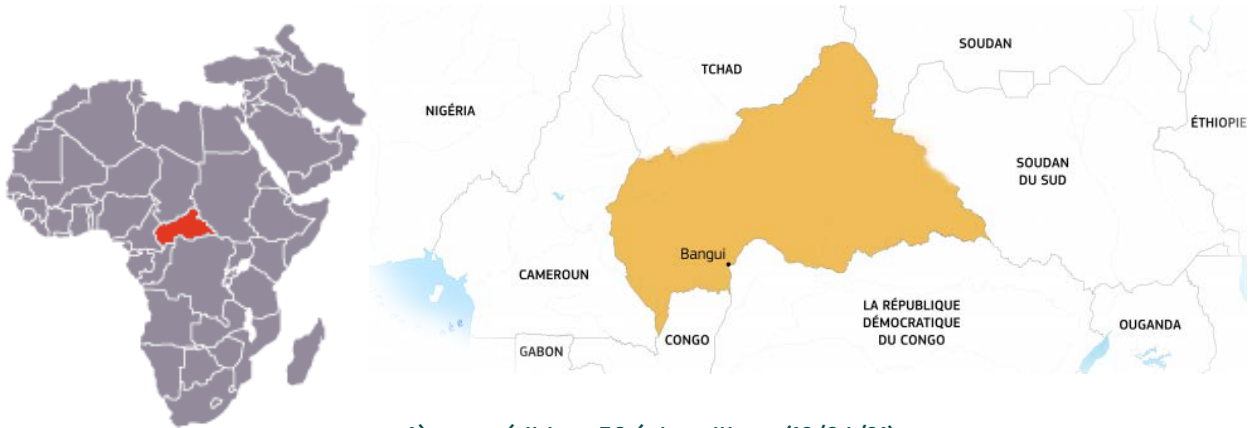 SOUDAN
TCHAD
NIGÉRIA
ÉTHIOPIE
SOUDAN
DU SUD
Bangui
CAMEROUN
LA RÉPUBLIQUE
DÉMOCRATIQUE
DU CONGO
OUGANDA
CONGO
GABON